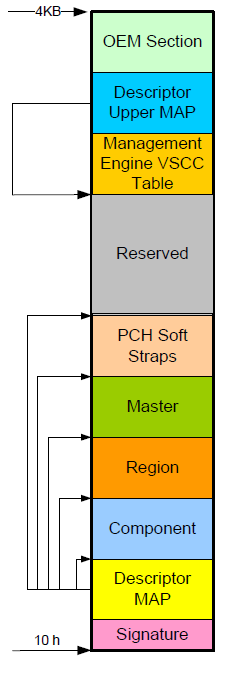 4KB
OEM Section
Descriptor
Upper MAP
Management
Engine VSCC
Table
Reserved
PCH Soft
Straps
Master
Region
Component
Descriptor
MAP
Signature
10 h